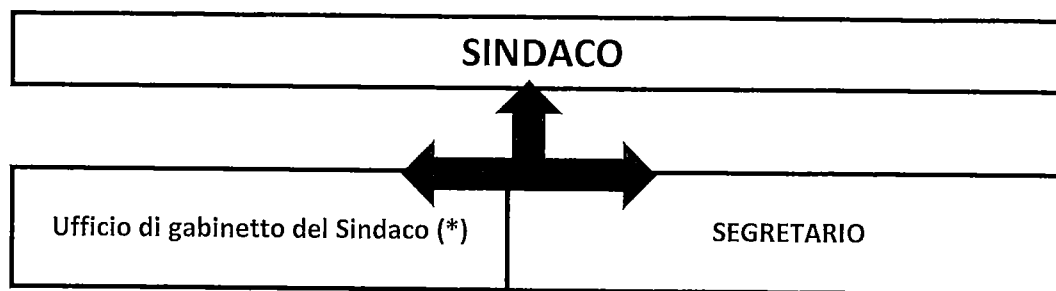 SINDACO
Ufficio di gabinetto del Sindaco (*)
SEGRETARIO